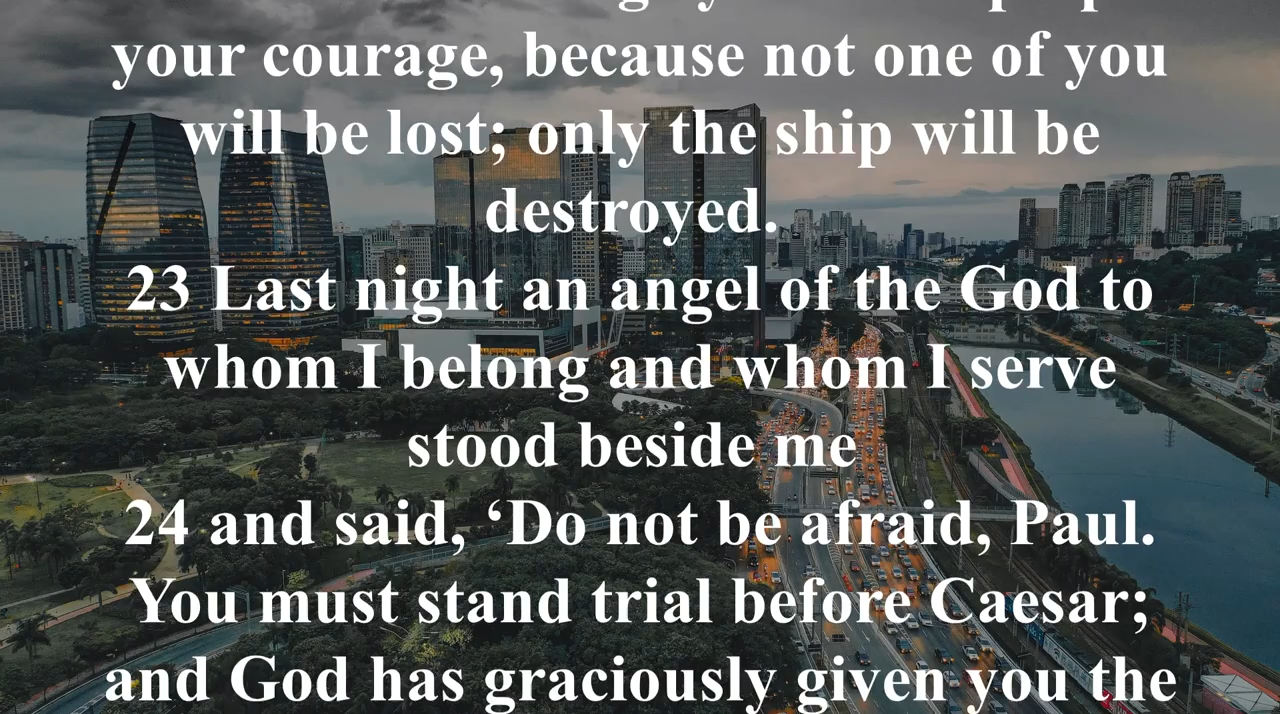 your courage, because not one of you
will be lost; only the ship will be
destroyed.
23 Last night an angel of the God to
whom I belong and whom I serve
stood beside me
24 and said, ‘Do not be afraid, Paul.
You must stand trial before Caesar;
and God has graciously given you the